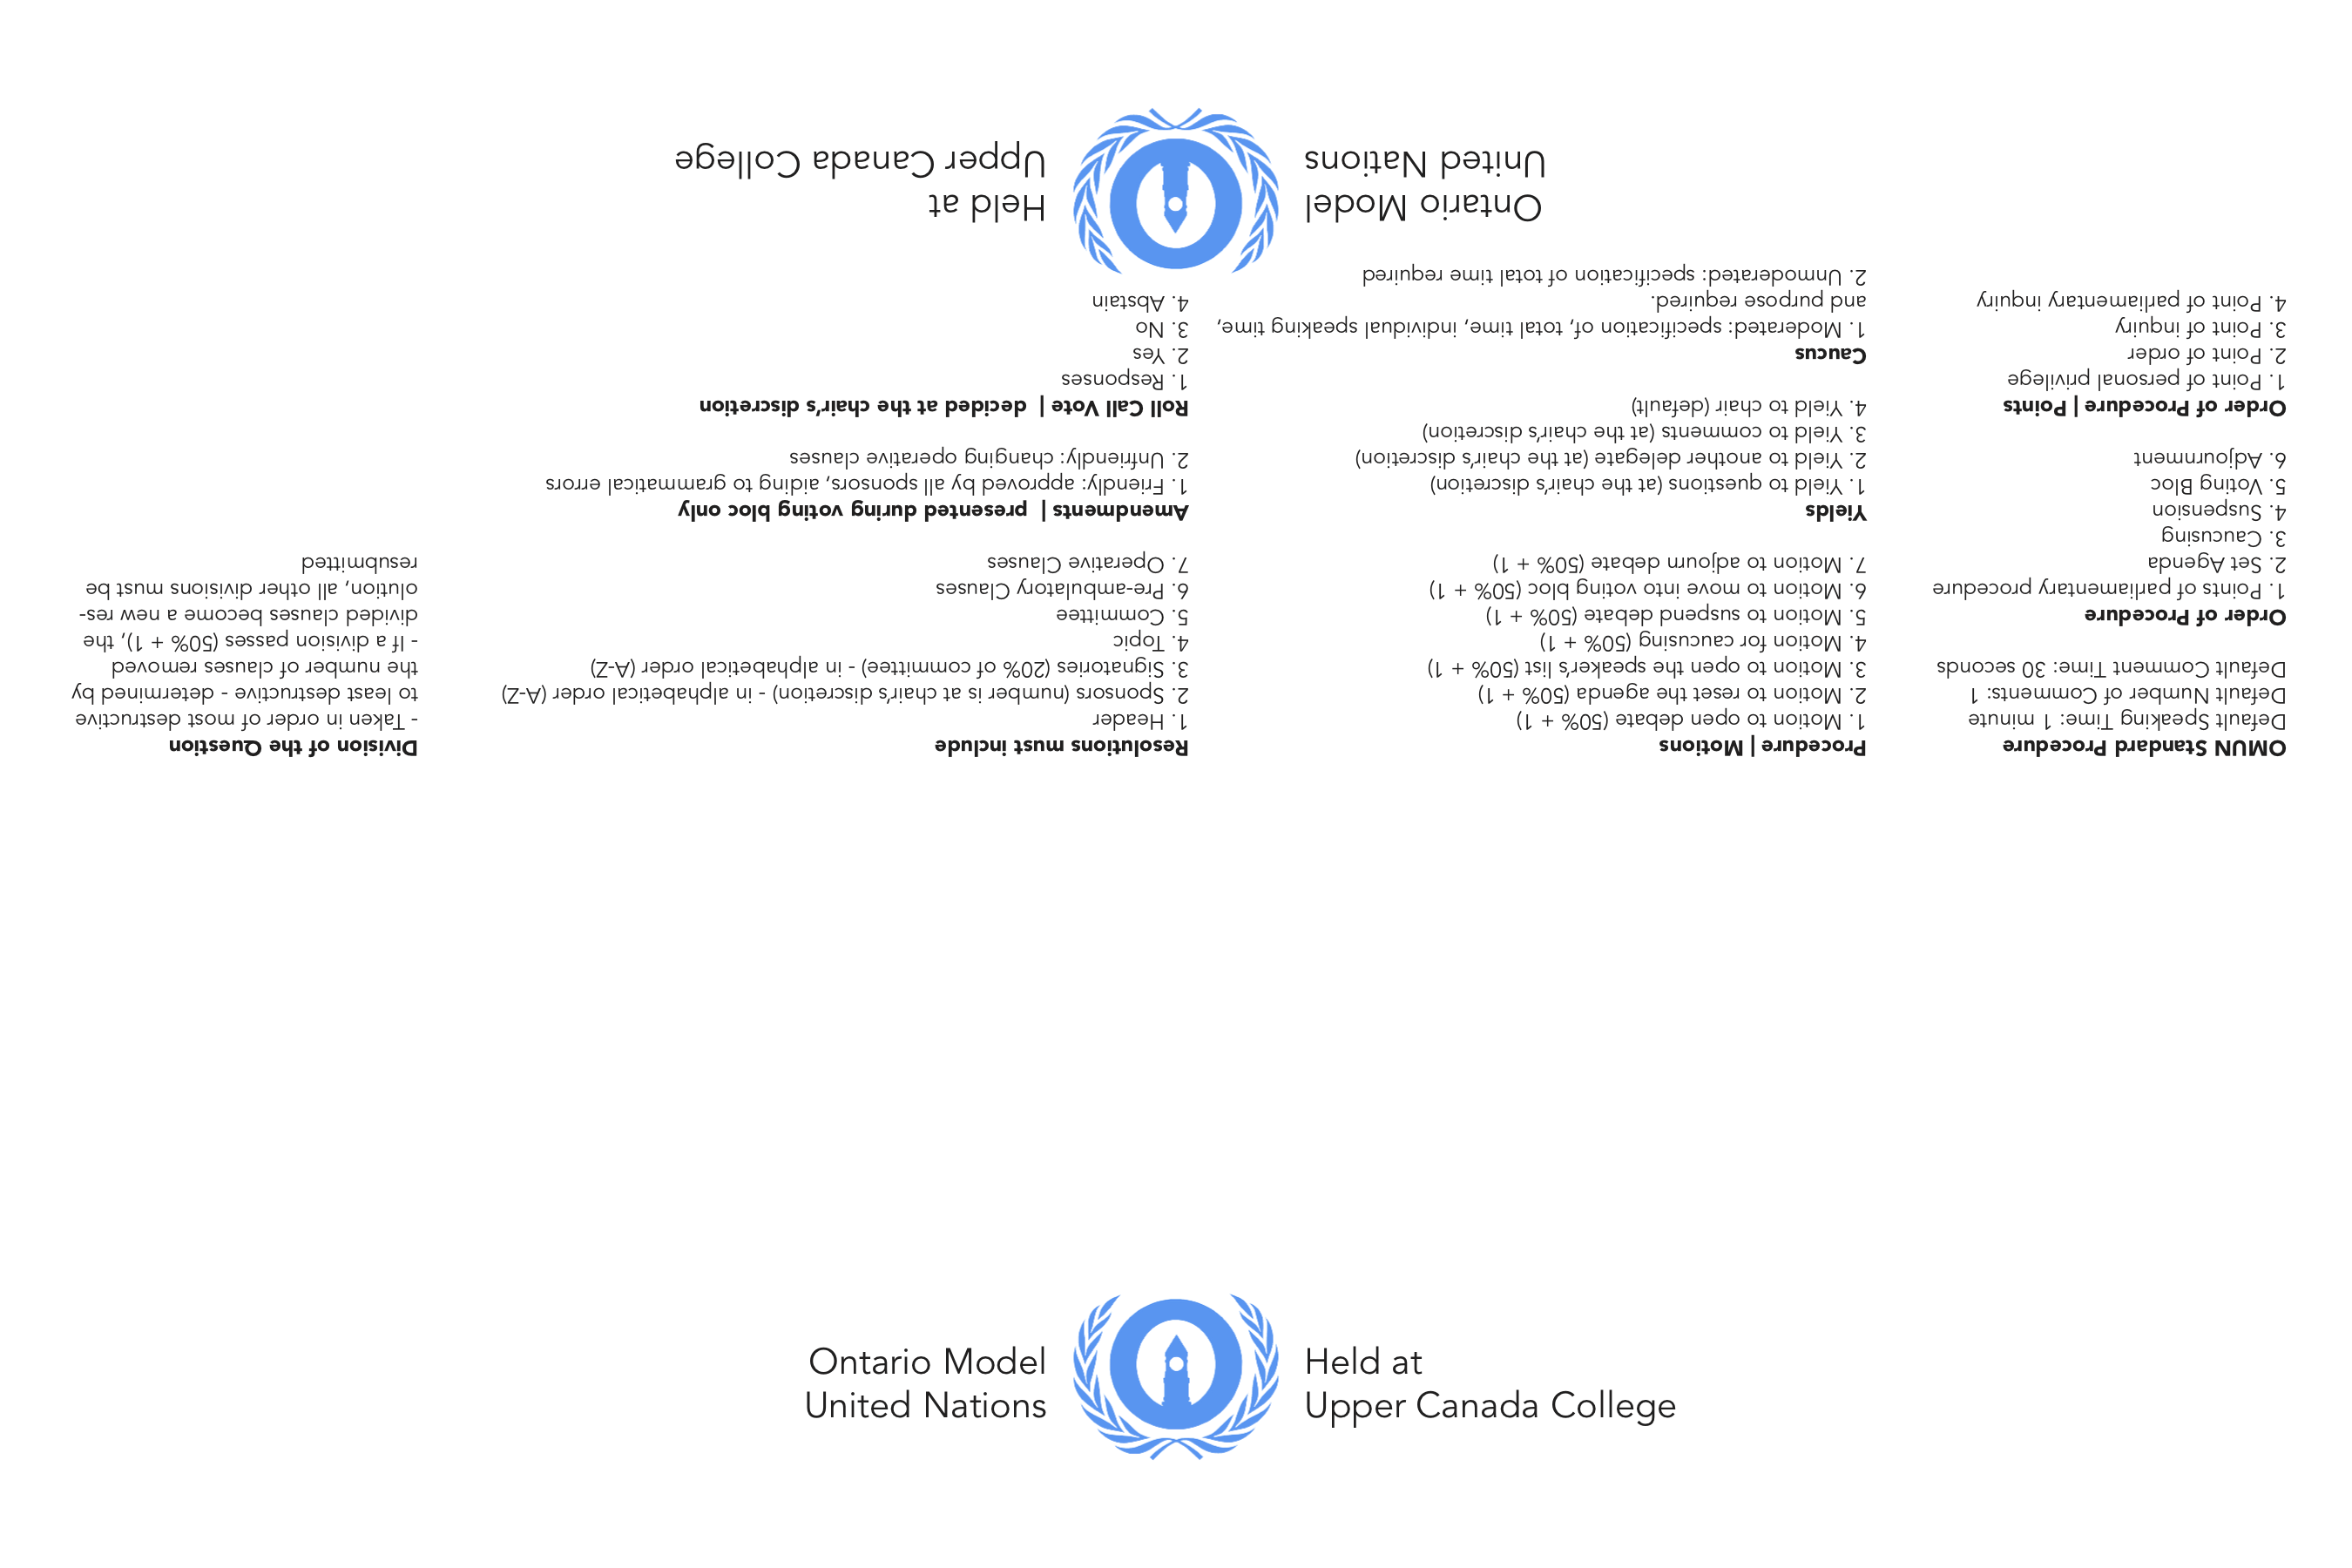 OMUN Standard Procedure
Default Speaking Time: 1 minute
Default Number of Comments: 1
Default Comment Time: 30 seconds
Order of Procedure
1. Points of parliamentary procedure
2. Set Agenda
3. Caucusing
4. Suspension
5. Voting Bloc
6. Adjournment
Order of Procedure | Points
1. Point of personal privilege
2. Point of order
3. Point of inquiry
4. Point of parliamentary inquiry
Procedure | Motions
1. Motion to open debate (50% + 1)
2. Motion to reset the agenda (50% + 1)
3. Motion to open the speaker’s list (50% + 1)
4. Motion for caucusing (50% + 1)
5. Motion to suspend debate (50% + 1)
6. Motion to move into voting bloc (50% + 1)
7. Motion to adjourn debate (50% + 1)
Yields
1. Yield to questions (at the chair’s discretion)
2. Yield to another delegate (at the chair’s discretion)
3. Yield to comments (at the chair’s discretion)
4. Yield to chair (default)
Caucus
1. Moderated: specification of, total time, individual speaking time,
and purpose required.
2. Unmoderated: specification of total time required
Resolutions must include
1. Header
2. Sponsors (number is at chair’s discretion) - in alphabetical order (A-Z)
3. Signatories (20% of committee) - in alphabetical order (A-Z)
4. Topic
5. Committee
6. Pre-ambulatory Clauses
7. Operative Clauses
Amendments | presented during voting bloc only
1. Friendly: approved by all sponsors, aiding to grammatical errors
2. Unfriendly: changing operative clauses
Roll Call Vote | decided at the chair’s discretion
1. Responses
2. Yes
3. No
4. Abstain
Division of the Question
- Taken in order of most destructive
to least destructive - determined by
the number of clauses removed
- If a division passes (50% + 1), the
divided clauses become a new res-
olution, all other divisions must be
resubmitted
Ontario Model
United Nations
Held at
Upper Canada College
Ontario Model
United Nations
Held at
Upper Canada College